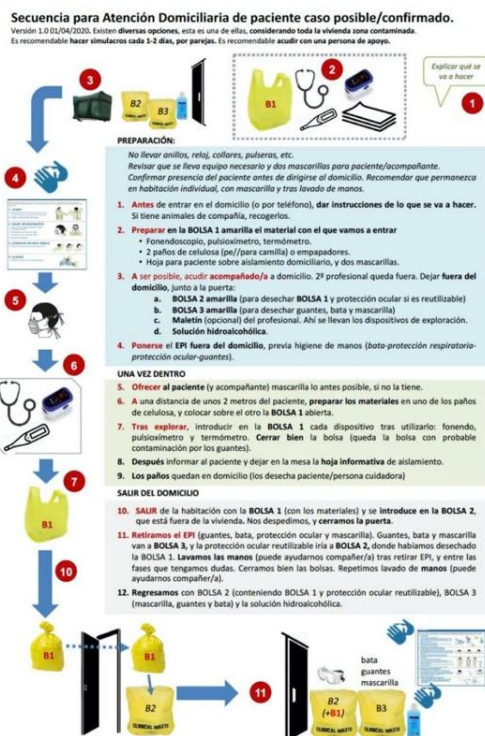 Secuencia para Atención Domiciliaria de paciente caso posible/confirmado.
Versión 1.0 01/04/2020. Existen diversas opciones, esta es una de ellas, considerando toda la vivienda zona contaminada.
Es recomendable hacer simulacros cada 1-2 días, por parejas. Es recomendable acudir con una persona de apoyo.
Explicar qué se
va a hacer
1
2
B1
3
B2
B3
PREPARACIÓN:
No llevar anillos, reloj, collares, pulseras, etc.
Revisar que se lleva equipo necesario y dos mascarillas para paciente/acompañante.
Confirmar presencia del paciente antes de dirigirse al domicilio. Recomendar que permanezca
en habitación individual, con mascarilla y tras lavado de manos.
1. Antes de entrar en el domicilio (o por teléfono), dar instrucciones de lo que se va a hacer.
Si tiene animales de compañía, recogerlos.
2. Preparar en la BOLSA 1 amarilla el material con el que vamos a entrar
• Fonendoscopio, pulsioxímetro, termómetro.
• 2 paños de celulosa (pe//para camilla) o empapadores.
• Hoja para paciente sobre aislamiento domiciliario, y dos mascarillas.
3. A ser posible, acudir acompañado/a a domicilio. 2º profesional queda fuera. Dejar fuera del
domicilio, junto a la puerta:
a. BOLSA 2 amarilla (para desechar BOLSA 1 y protección ocular si es reutilizable)
b. BOLSA 3 amarilla (para desechar guantes, bata y mascarilla)
c. Maletín (opcional) del profesional. Ahí se llevan los dispositivos de exploración.
d. Solución hidroalcohólica.
4. Ponerse el EPI fuera del domicilio, previa higiene de manos (bata-protección respiratoria-
protección ocular-guantes).
4
5
6
UNA VEZ DENTRO
5. Ofrecer al paciente (y acompañante) mascarilla lo antes posible, si no la tiene.
6. A una distancia de unos 2 metros del paciente, preparar los materiales en uno de los paños
de celulosa, y colocar sobre el otro la BOLSA 1 abierta.
7. Tras explorar, introducir en la BOLSA 1 cada dispositivo tras utilizarlo: fonendo,
pulsioxímetro y termómetro. Cerrar bien la bolsa (queda la bolsa con probable
contaminación por los guantes).
8. Después informar al paciente y dejar en la mesa la hoja informativa de aislamiento.
9. Los paños quedan en domicilio (los desecha paciente/persona cuidadora)
7
B1
SALIR DEL DOMICILIO
10. SALIR de la habitación con la BOLSA 1 (con los materiales) y se introduce en la BOLSA 2,
que está fuera de la vivienda. Nos despedimos, y cerramos la puerta.
11. Retiramos el EPI (guantes, bata, protección ocular y mascarilla). Guantes, bata y mascarilla
van a BOLSA 3, y la protección ocular reutilizable iría a BOLSA 2, donde habíamos desechado
la BOLSA 1. Lavamos las manos (puede ayudarnos compañer/a) tras retirar EPI, y entre las
fases que tengamos dudas. Cerramos bien las bolsas. Repetimos lavado de manos (puede
ayudarnos compañer/a).
12. Regresamos con BOLSA 2 (conteniendo BOLSA 1 y protección ocular reutilizable), BOLSA 3
(mascarilla, guantes y bata) y la solución hidroalcohólica.
10
B1
B1
B2
CLINICAL WASTE
11
bata
guantes
mascarilla
B2
(+B1)
B3
CLINICAL WASTE
CLINICAL WASTE